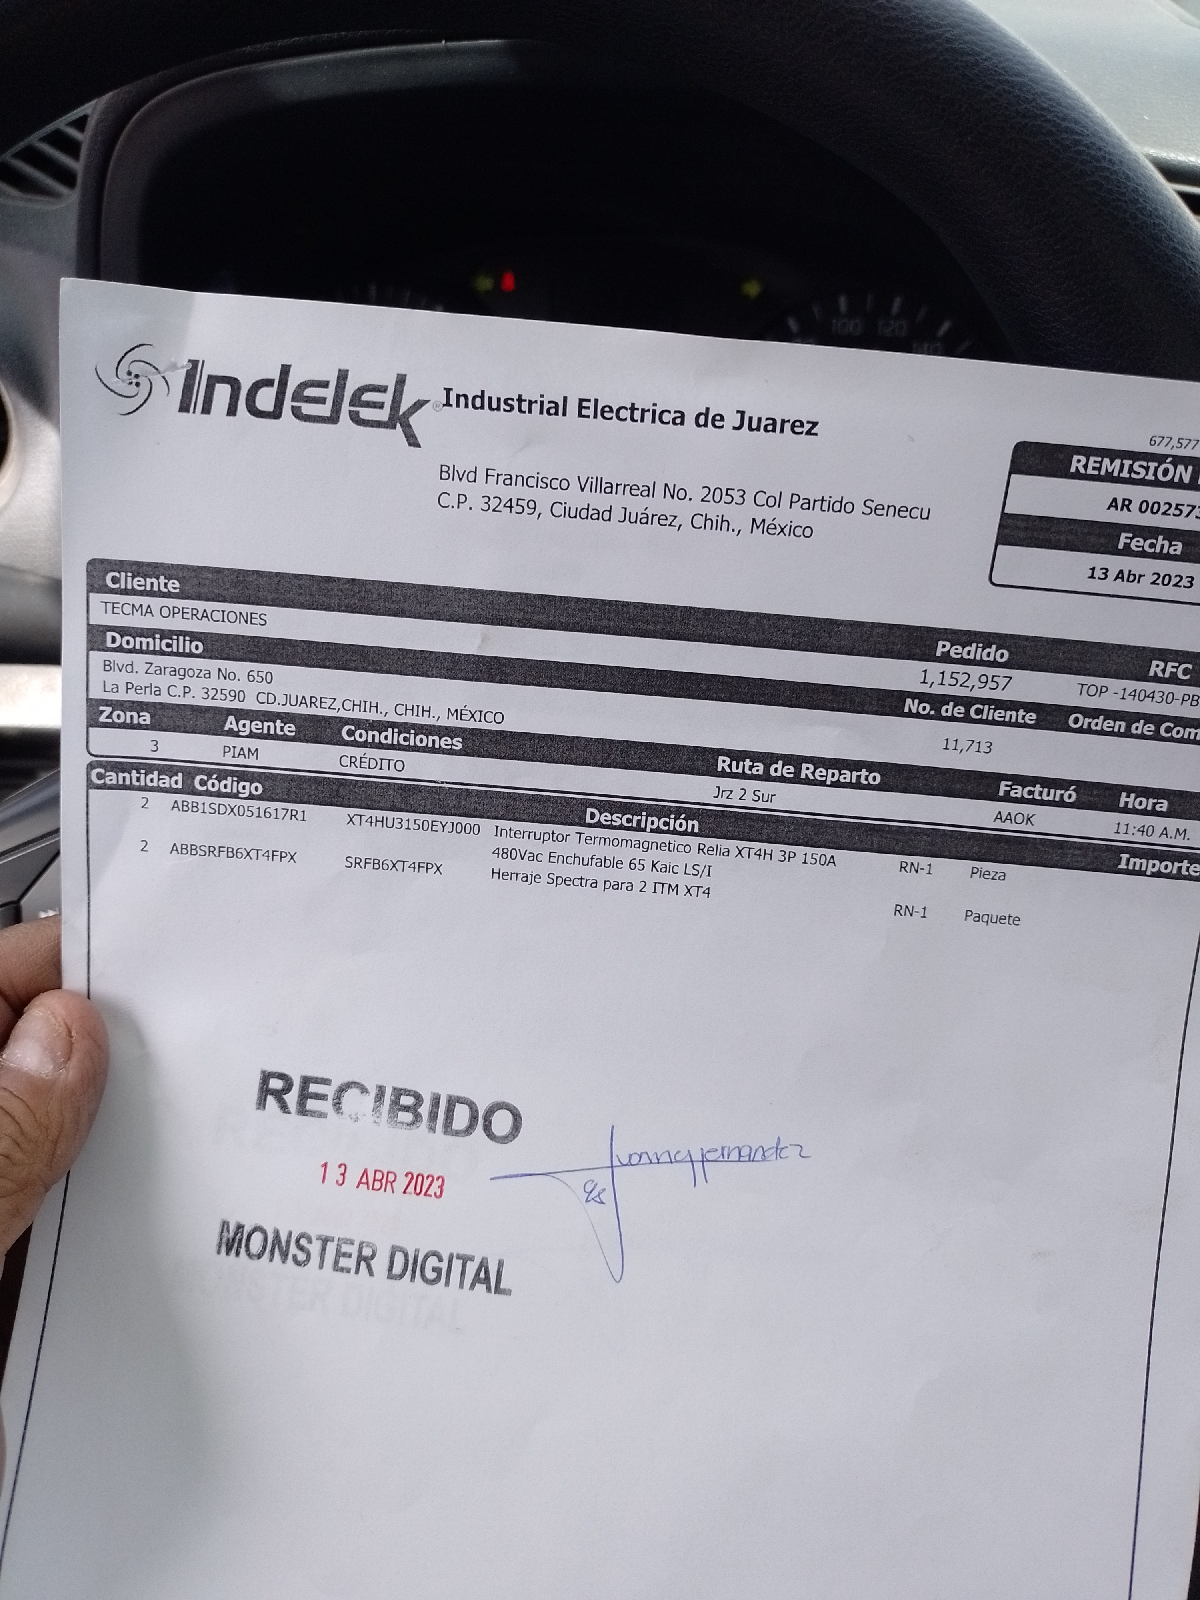 IndElEk® Industrial Electrica de Juarez
Blvd Francisco Villarreal No. 2053 Col Partido Senecu
C.P. 32459, Ciudad Juárez, Chih., México
677,577
REMISIÓN
AR 002573
Fecha
13 Abr 2023
Cliente
TECMA OPERACIONES
Pedido
RFC
1,152,957
TOP -140430-PB
Domicilio
Blvd. Zaragoza No. 650
La Perla C.P. 32590 CD.JUAREZ,CHIH., CHIH., MÉXICO
No. de Cliente
Orden de Com
11,713
Zona Agente Condiciones Ruta de Reparto Facturó Hora
3 PIAM CRÉDITO Jrz 2 Sur AAOK 11:40 A.M.
Cantidad Código Descripción Importe
2 ABB1SDX051617R1 XT4HU3150EYJ000 Interruptor Termomagnetico Relia XT4H 3P 150A RN-1 Pieza
480Vac Enchufable 65 Kaic LS/I
2 ABBSRFB6XT4FPX SRFB6XT4FPX Herraje Spectra para 2 ITM XT4 RN-1 Paquete
RECIBIDO
13 ABR 2023
MONSTER DIGITAL
100 120
140